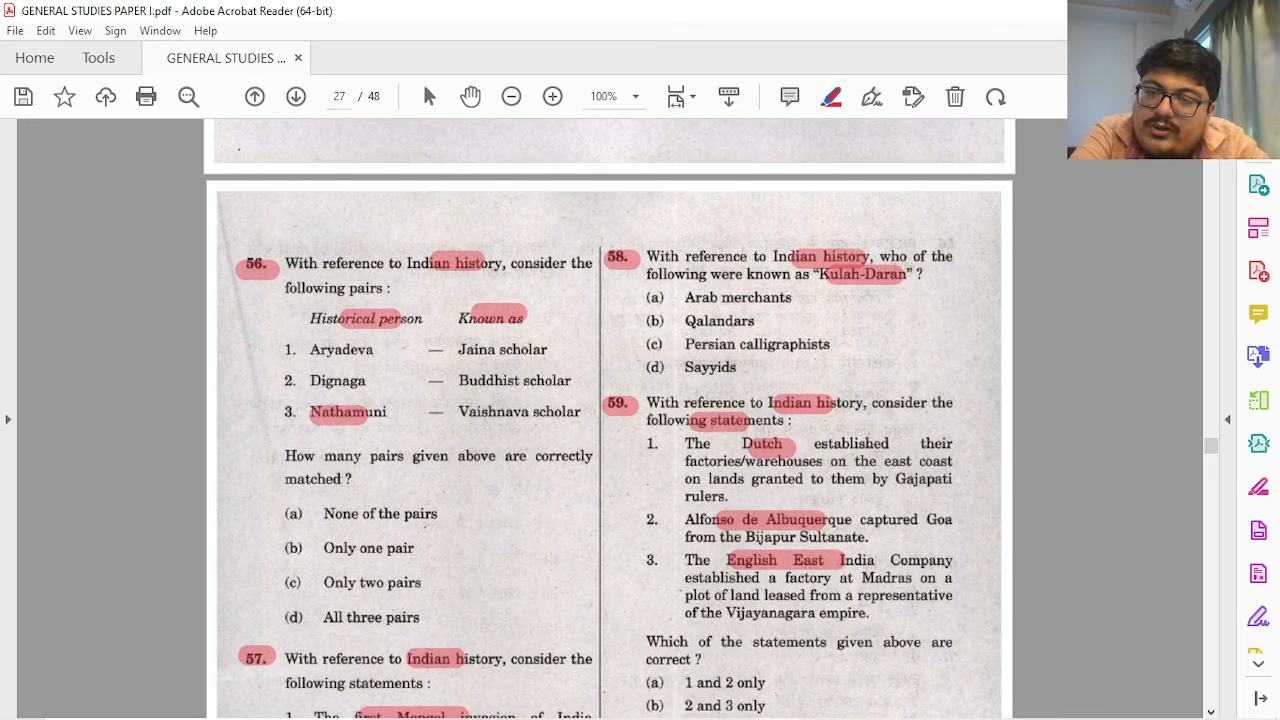 GENERAL STUDIES PAPER I.pdf - Adobe Acrobat Reader (64-bit)
File Edit View Sign Window Help
Home Tools GENERAL STUDIES ... ×
27 / 48 100%
56. With reference to Indian history, consider the
following pairs :
Historical person Known as
1. Aryadeva — Jaina scholar
2. Dignaga — Buddhist scholar
3. Nathamuni — Vaishnava scholar
How many pairs given above are correctly
matched ?
(a) None of the pairs
(b) Only one pair
(c) Only two pairs
(d) All three pairs
57. With reference to Indian history, consider the
following statements :
1. The first Mongol invasion of India
58. With reference to Indian history, who of the
following were known as “Kulah-Daran” ?
(a) Arab merchants
(b) Qalandars
(c) Persian calligraphists
(d) Sayyids
59. With reference to Indian history, consider the
following statements :
1. The Dutch established their
factories/warehouses on the east coast
on lands granted to them by Gajapati
rulers.
2. Alfonso de Albuquerque captured Goa
from the Bijapur Sultanate.
3. The English East India Company
established a factory at Madras on a
plot of land leased from a representative
of the Vijayanagara empire.
Which of the statements given above are
correct ?
(a) 1 and 2 only
(b) 2 and 3 only